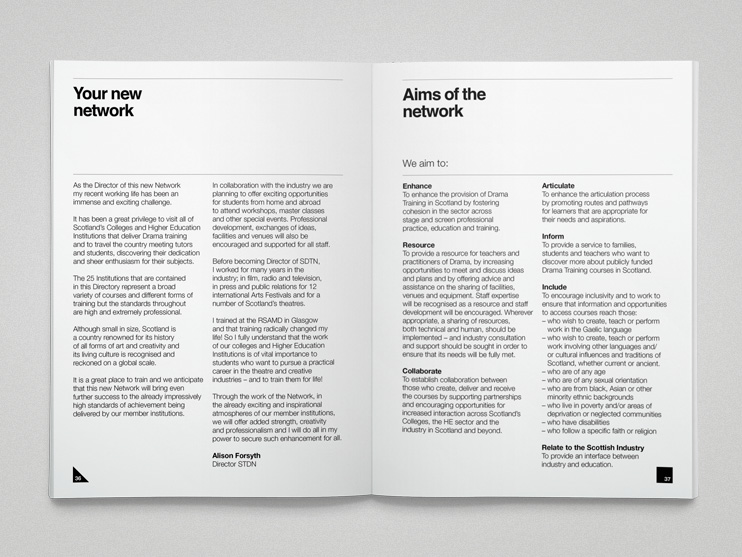 Your new
network
As the Director of this new Network
my recent working life has been an
immense and exciting challenge.
It has been a great privilege to visit all of
Scotland's Colleges and Higher Education
Institutions that deliver Drama training
and to travel the country meeting tutors
and students, discovering their dedication
and sheer enthusiasm for their subjects.
The 25 Institutions that are contained
in this Directory represent a broad
variety of courses and different forms of
training but the standards throughout
are high and extremely professional.
Although small in size, Scotland is
a country renowned for its history
of all forms of art and creativity and
its living culture is recognised and
reckoned on a global scale.
It is a great place to train and we anticipate
that this new Network will bring even
further success to the already impressively
high standards of achievement being
delivered by our member institutions.
In collaboration with the industry we are
planning to offer exciting opportunities
for students from home and abroad
to attend workshops, master classes
and other special events. Professional
development, exchanges of ideas,
facilities and venues will also be
encouraged and supported for all staff.
Before becoming Director of SDTN,
I worked for many years in the
industry; in film, radio and television,
in press and public relations for 12
international Arts Festivals and for a
number of Scotland's theatres.
I trained at the RSAMD in Glasgow
and that training radically changed my
life! So I fully understand that the work
of our colleges and Higher Education
Institutions is of vital importance to
students who want to pursue a practical
career in the theatre and creative
industries – and to train them for life!
Through the work of the Network, in
the already exciting and inspirational
atmospheres of our member institutions,
we will offer added strength, creativity
and professionalism and I will do all in my
power to secure such enhancement for all.
Alison Forsyth
Director STDN
36
Aims of the
network
We aim to:
Enhance
To enhance the provision of Drama
Training in Scotland by fostering
cohesion in the sector across
stage and screen professional
practice, education and training.
Resource
To provide a resource for teachers and
practitioners of Drama, by increasing
opportunities to meet and discuss ideas
and plans and by offering advice and
assistance on the sharing of facilities,
venues and equipment. Staff expertise
will be recognised as a resource and staff
development will be encouraged. Wherever
appropriate, a sharing of resources,
both technical and human, should be
implemented – and industry consultation
and support should be sought in order to
ensure that its needs will be fully met.
Collaborate
To establish collaboration between
those who create, deliver and receive
the courses by supporting partnerships
and encouraging opportunities for
increased interaction across Scotland's
Colleges, the HE sector and the
industry in Scotland and beyond.
Articulate
To enhance the articulation process
by promoting routes and pathways
for learners that are appropriate for
their needs and aspirations.
Inform
To provide a service to families,
students and teachers who want to
discover more about publicly funded
Drama Training courses in Scotland.
Include
To encourage inclusivity and to work to
ensure that information and opportunities
to access courses reach those:
– who wish to create, teach or perform
work in the Gaelic language
– who wish to create, teach or perform
work involving other languages and/
or cultural influences and traditions of
Scotland, whether current or ancient.
– who are of any age
– who are of any sexual orientation
– who are from black, Asian or other
minority ethnic backgrounds
– who live in poverty and/or areas of
deprivation or neglected communities
– who have disabilities
– who follow a specific faith or religion
Relate to the Scottish Industry
To provide an interface between
industry and education.
37